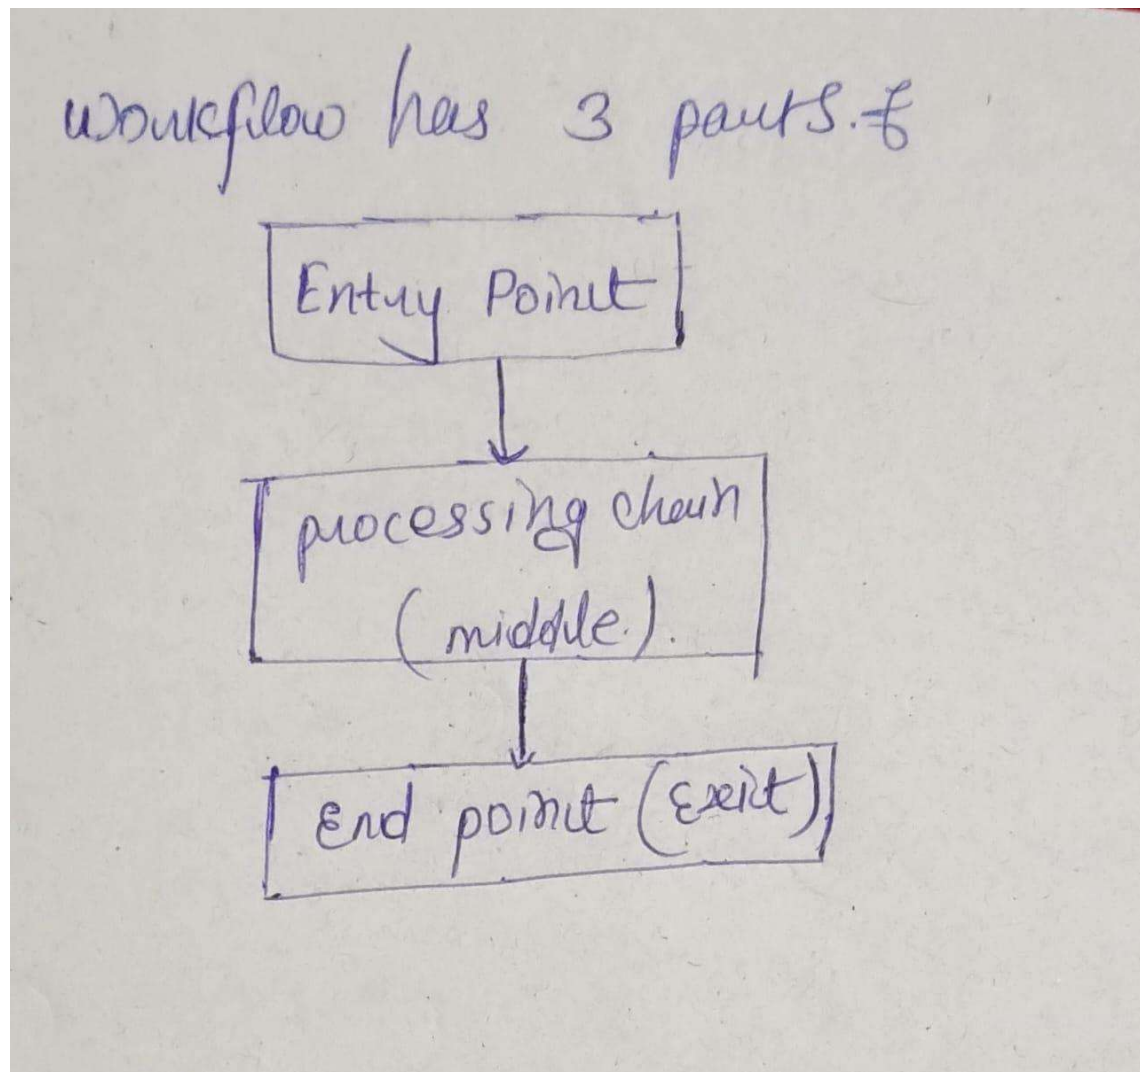 workflow has 3 parts.
Entry Point
processing chain
(middle).
End point (Exit)